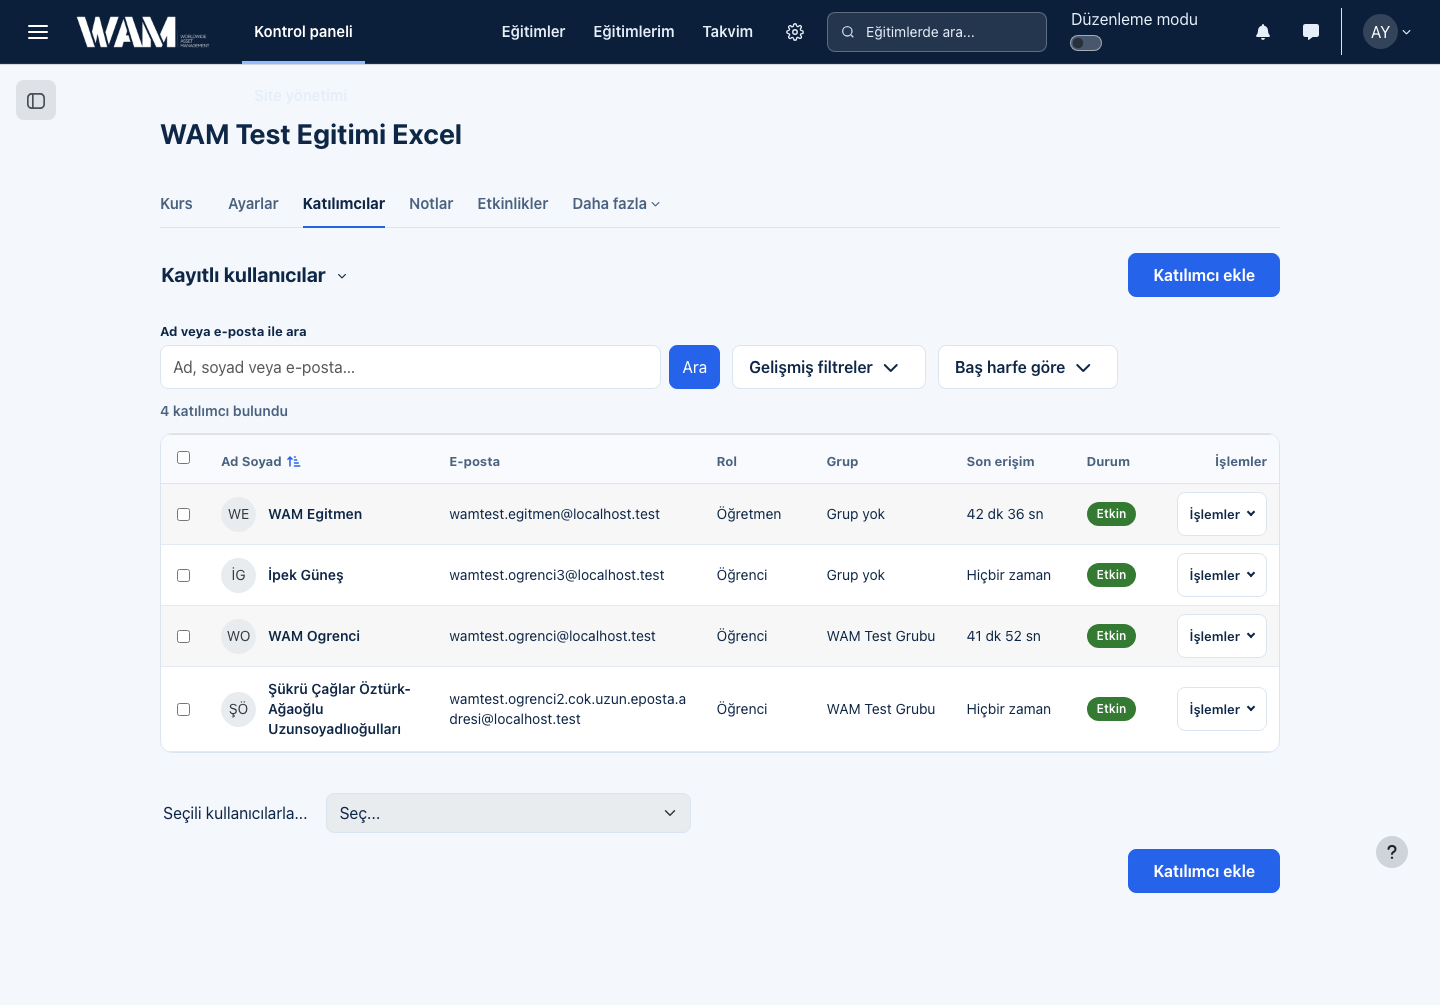 WAM
WORLDWIDE
ASSET
MANAGEMENT
Kontrol paneli
Eğitimler
Eğitimlerim
Takvim
Eğitimlerde ara...
Düzenleme modu
AY
Site yönetimi
WAM Test Egitimi Excel
Kurs
Ayarlar
Katılımcılar
Notlar
Etkinlikler
Daha fazla
Kayıtlı kullanıcılar
Katılımcı ekle
Ad veya e-posta ile ara
Ad, soyad veya e-posta...
Ara
Gelişmiş filtreler
Baş harfe göre
4 katılımcı bulundu
Ad Soyad E-posta Rol Grup Son erişim Durum İşlemler
WE WAM Egitmen wamtest.egitmen@localhost.test Öğretmen Grup yok 42 dk 36 sn Etkin İşlemler
İG İpek Güneş wamtest.ogrenci3@localhost.test Öğrenci Grup yok Hiçbir zaman Etkin İşlemler
WO WAM Ogrenci wamtest.ogrenci@localhost.test Öğrenci WAM Test Grubu 41 dk 52 sn Etkin İşlemler
ŞÖ
Şükrü Çağlar Öztürk-
Ağaoğlu
Uzunsoyadlıoğulları
wamtest.ogrenci2.cok.uzun.eposta.a
dresi@localhost.test
Öğrenci WAM Test Grubu Hiçbir zaman Etkin İşlemler
Seçili kullanıcılarla...
Seç...
Katılımcı ekle
?